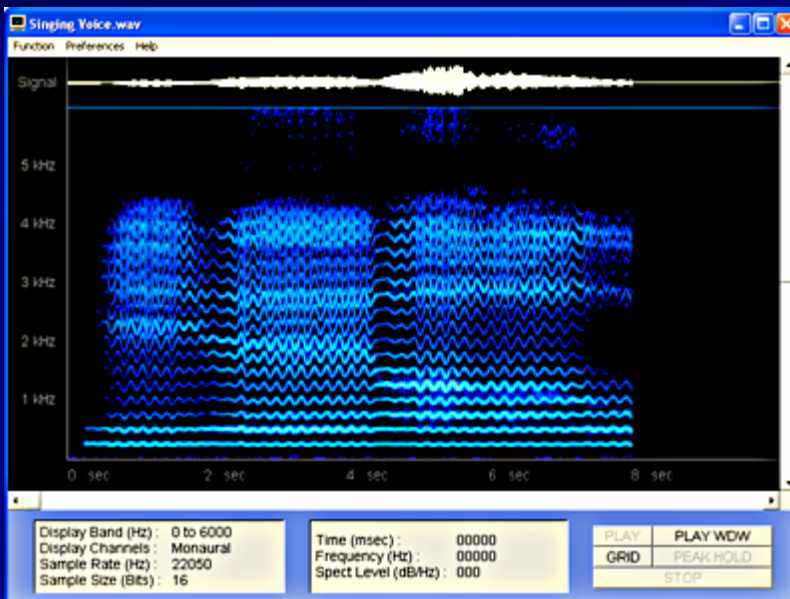 Singing Voice.wav
Function Preferences Help
Signal
5 kHz
4 kHz
3 kHz
2 kHz
1 kHz
0 sec 2 sec 4 sec 6 sec 8 sec
Display Band (Hz) : 0 to 6000
Display Channels : Monaural
Sample Rate (Hz) : 22050
Sample Size (Bits) : 16
Time (msec) : 00000
Frequency (Hz) : 00000
Spect Level (dB/Hz) : 000
PLAY PLAY WDW
GRID PEAK HOLD
STOP